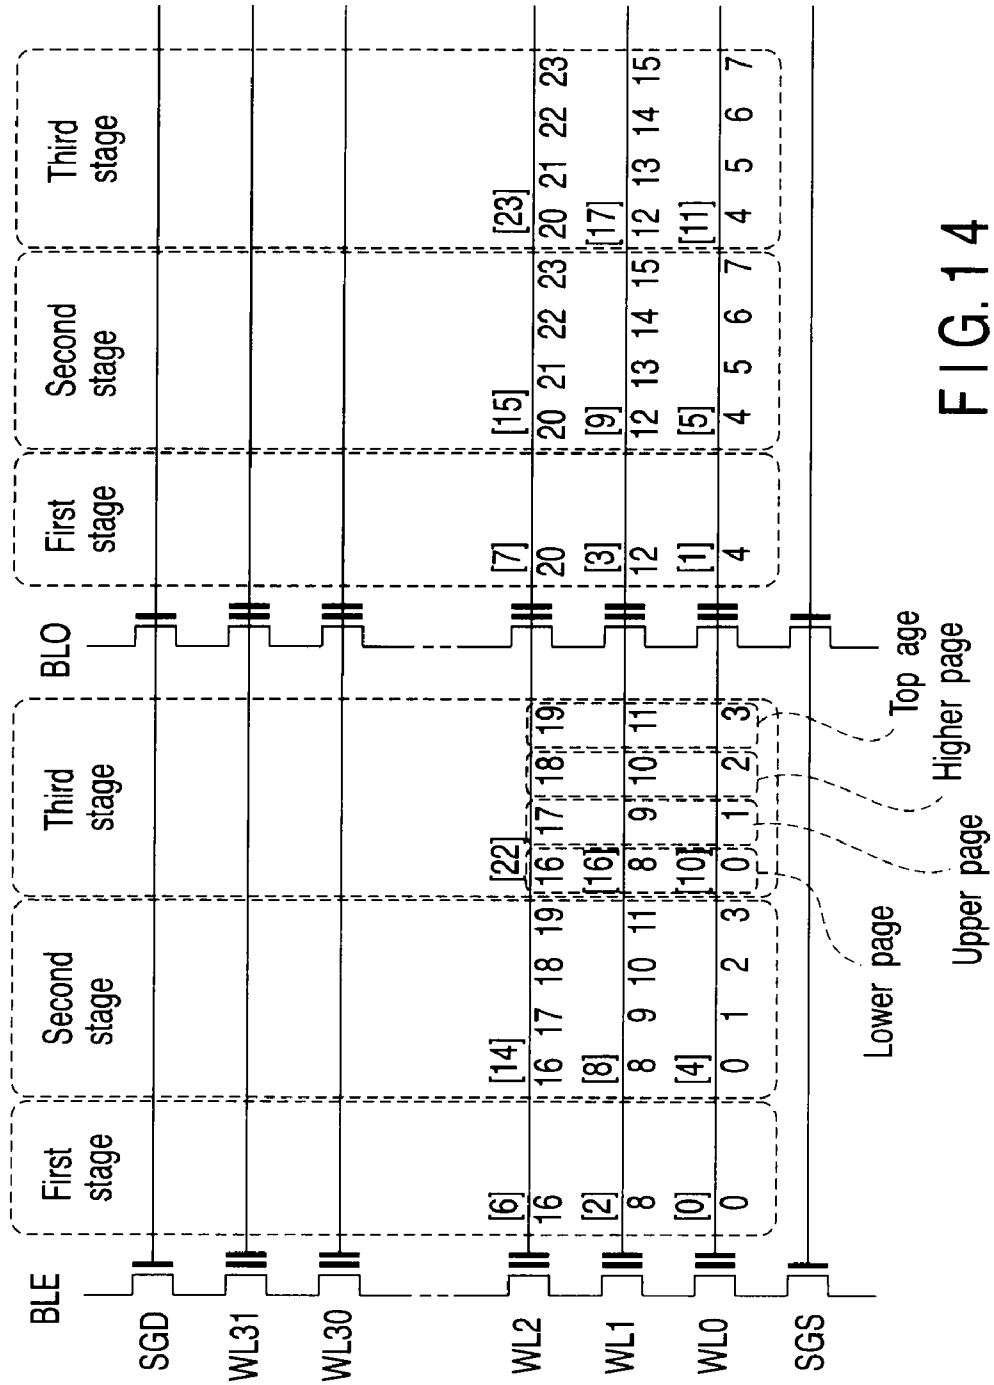 BLE
First
stage
Second
stage
Third
stage
BLO
First
stage
Second
stage
Third
stage
SGD
WL31
WL30
[6] [14] [22] [7] [15] [23]
WL2
16 16 17 18 19 16 17 18 19 20 20 21 22 23 20 21 22 23
[2] [8] [16] [3] [9] [17]
WL1
8 8 9 10 11 8 9 10 11 12 12 13 14 15 12 13 14 15
[0] [4] [10] [1] [5] [11]
WL0
0 0 1 2 3 0 1 2 3 4 4 5 6 7 4 5 6 7
SGS
Lower page
Upper page
Higher page
Top age
FIG. 14